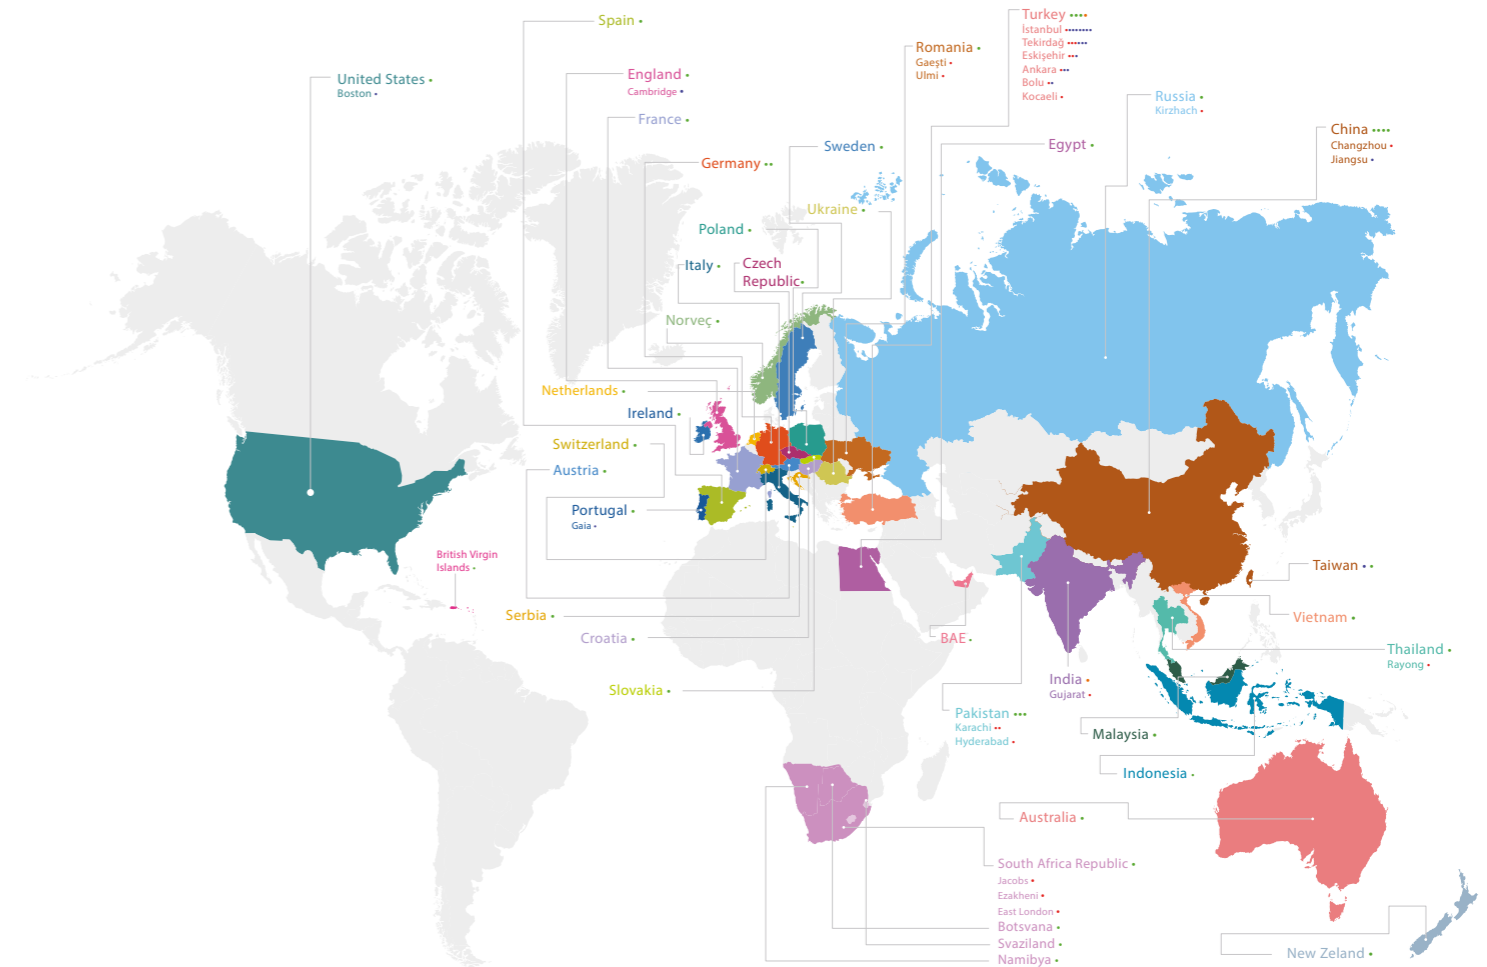 Spain
Turkey
İstanbul
Tekirdağ
Eskişehir
Ankara
Bolu
Kocaeli
Romania
Gaeşti
Ulmi
United States
Boston
England
Cambridge
France
Russia
Kirzhach
China
Changzhou
Jiangsu
Sweden
Egypt
Germany
Ukraine
Poland
Italy
Czech
Republic
Norveç
Netherlands
Ireland
Switzerland
Austria
Portugal
Gaia
British Virgin
Islands
Taiwan
Serbia
Vietnam
Croatia
BAE
Thailand
Rayong
India
Gujarat
Slovakia
Pakistan
Karachi
Hyderabad
Malaysia
Indonesia
Australia
South Africa Republic
Jacobs
Ezakheni
East London
Botsvana
Svaziland
Namibya
New Zeland